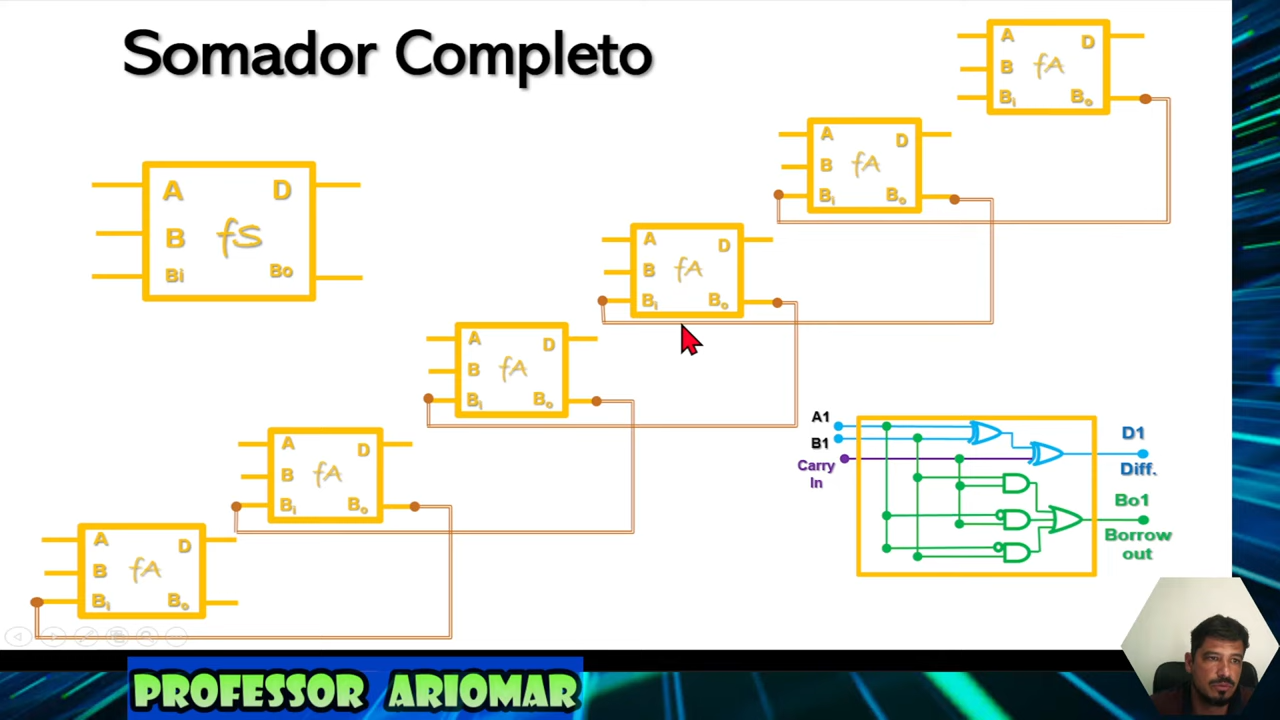 Somador Completo
A D
B fA
Bi Bo
A D
B fA
Bi Bo
A D
B fS
Bi Bo
A D
B fA
Bi Bo
A D
B fA
Bi Bo
A D
B fA
Bi Bo
A D
B fA
Bi Bo
A1
B1
Carry
In
D1
Diff.
Bo1
Borrow
out
PROFESSOR ARIOMAR